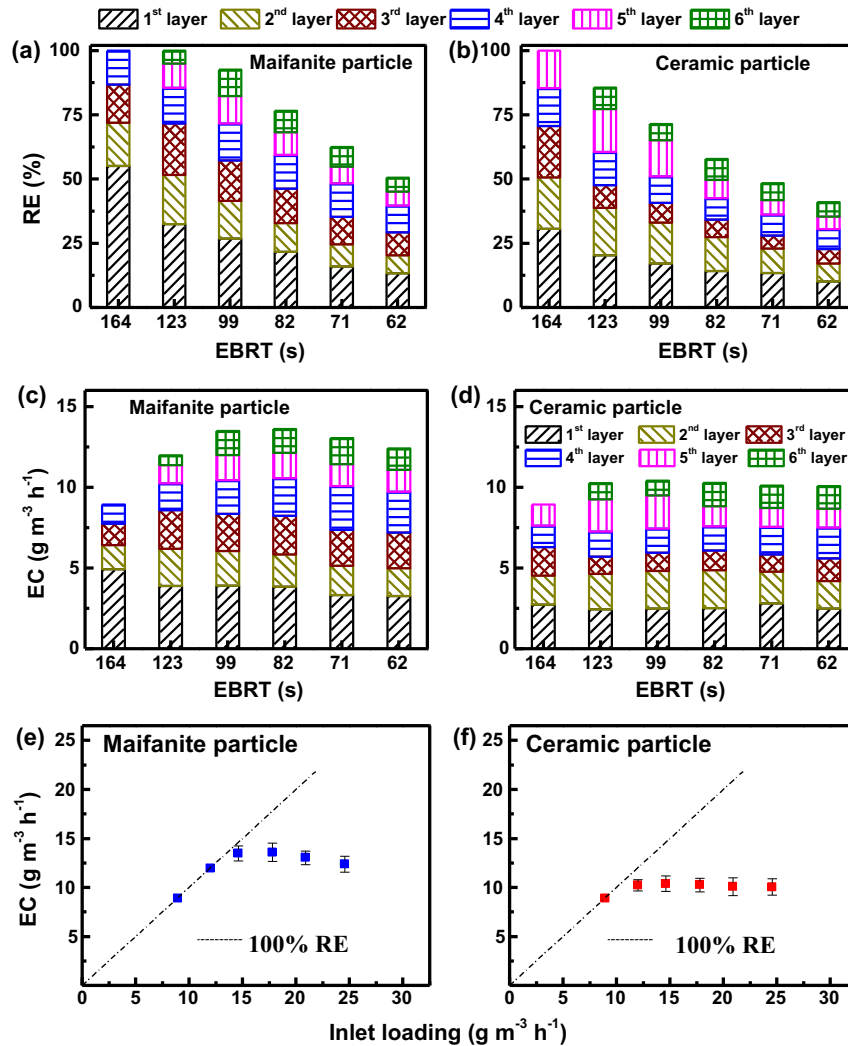 1st layer 2nd layer 3rd layer 4th layer 5th layer 6th layer
(a) Maifanite particle
100
75
50
25
0
RE (%)
164 123 99 82 71 62
EBRT (s)
(b) Ceramic particle
100
75
50
25
0
164 123 99 82 71 62
EBRT (s)
(c) Maifanite particle
15
10
5
0
EC (g m-3 h-1)
164 123 99 82 71 62
EBRT (s)
(d) Ceramic particle
1st layer 2nd layer 3rd layer
4th layer 5th layer 6th layer
15
10
5
0
164 123 99 82 71 62
EBRT (s)
(e) Maifanite particle
25
20
15
10
5
EC (g m-3 h-1)
100% RE
0 5 10 15 20 25 30
(f) Ceramic particle
25
20
15
10
5
100% RE
0 5 10 15 20 25 30
Inlet loading (g m-3 h-1)